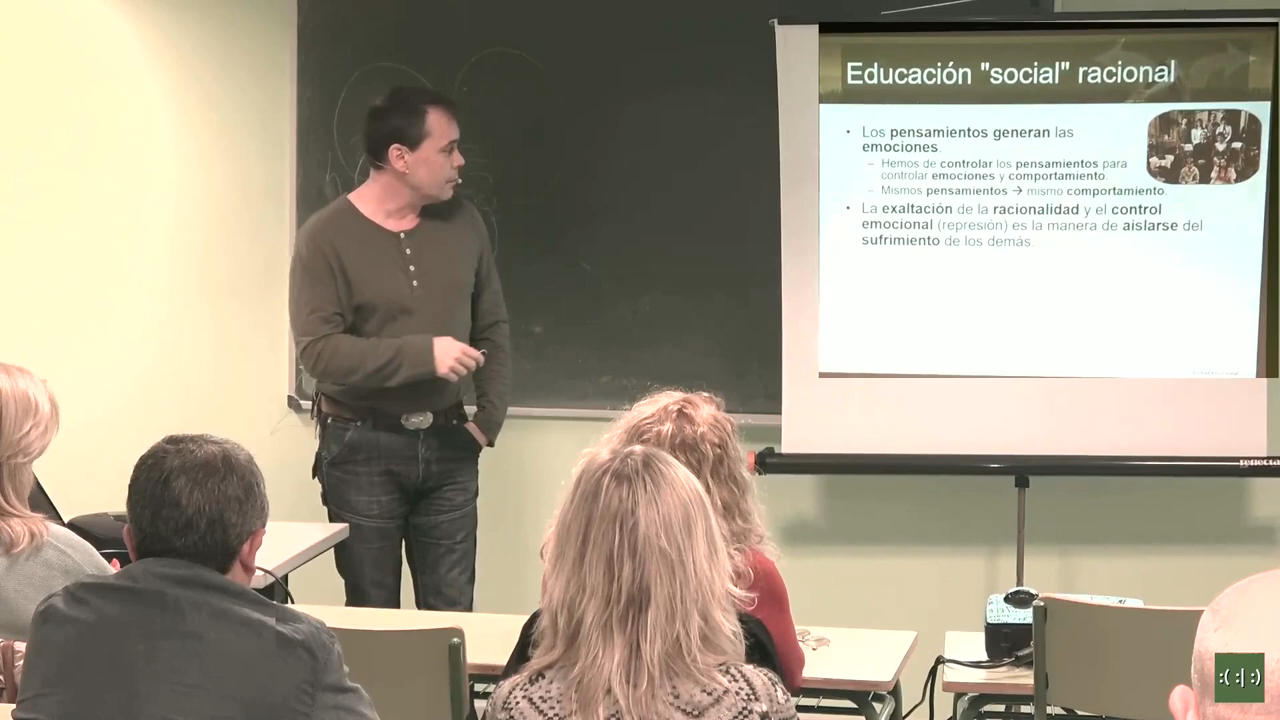 Educación "social" racional
• Los pensamientos generan las
emociones.
– Hemos de controlar los pensamientos para
controlar emociones y comportamiento.
– Mismos pensamientos → mismo comportamiento.
• La exaltación de la racionalidad y el control
emocional (represión) es la manera de aislarse del
sufrimiento de los demás.
:( :| :)